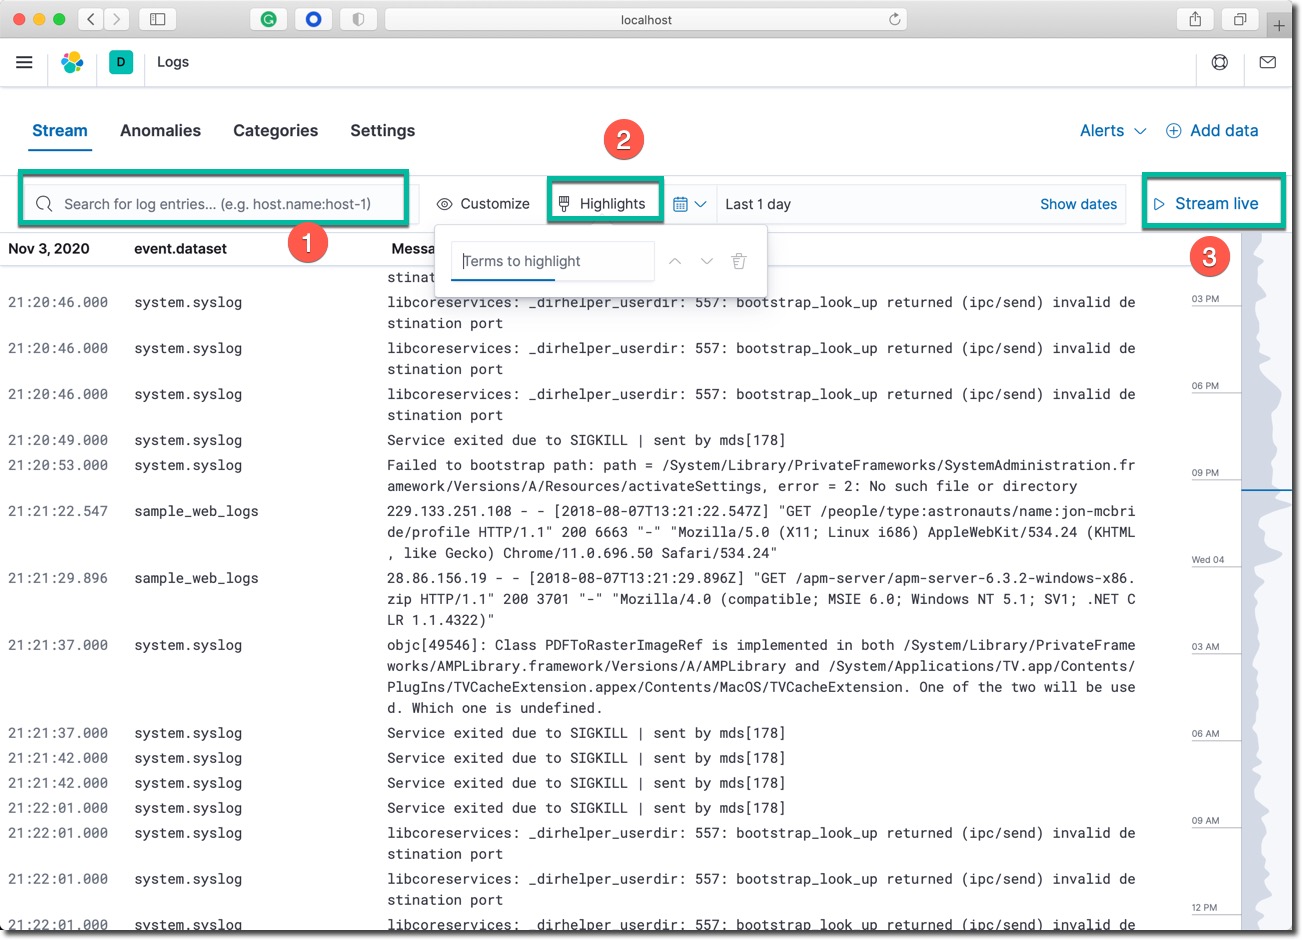 localhost
D Logs
Stream Anomalies Categories Settings
2
Alerts Add data
Search for log entries... (e.g. host.name:host-1) Customize Highlights Last 1 day Show dates Stream live
1
3
Nov 3, 2020 event.dataset Messa
Terms to highlight
stinat
21:20:46.000 system.syslog libcoreservices: _dirhelper_userdir: 557: bootstrap_look_up returned (ipc/send) invalid de
stination port
21:20:46.000 system.syslog libcoreservices: _dirhelper_userdir: 557: bootstrap_look_up returned (ipc/send) invalid de
stination port
21:20:46.000 system.syslog libcoreservices: _dirhelper_userdir: 557: bootstrap_look_up returned (ipc/send) invalid de
stination port
21:20:49.000 system.syslog Service exited due to SIGKILL | sent by mds[178]
21:20:53.000 system.syslog Failed to bootstrap path: path = /System/Library/PrivateFrameworks/SystemAdministration.fr
amework/Versions/A/Resources/activateSettings, error = 2: No such file or directory
21:21:22.547 sample_web_logs 229.133.251.108 - - [2018-08-07T13:21:22.547Z] "GET /people/type:astronauts/name:jon-mcbr
ide/profile HTTP/1.1" 200 6663 "-" "Mozilla/5.0 (X11; Linux i686) AppleWebKit/534.24 (KHTML
, like Gecko) Chrome/11.0.696.50 Safari/534.24"
21:21:29.896 sample_web_logs 28.86.156.19 - - [2018-08-07T13:21:29.896Z] "GET /apm-server/apm-server-6.3.2-windows-x86.
zip HTTP/1.1" 200 3701 "-" "Mozilla/4.0 (compatible; MSIE 6.0; Windows NT 5.1; SV1; .NET C
LR 1.1.4322)"
21:21:37.000 system.syslog objc[49546]: Class PDFToRasterImageRef is implemented in both /System/Library/PrivateFrame
works/AMPLibrary.framework/Versions/A/AMPLibrary and /System/Applications/TV.app/Contents/
PlugIns/TVCacheExtension.appex/Contents/MacOS/TVCacheExtension. One of the two will be use
d. Which one is undefined.
21:21:37.000 system.syslog Service exited due to SIGKILL | sent by mds[178]
21:21:42.000 system.syslog Service exited due to SIGKILL | sent by mds[178]
21:21:42.000 system.syslog Service exited due to SIGKILL | sent by mds[178]
21:22:01.000 system.syslog Service exited due to SIGKILL | sent by mds[178]
21:22:01.000 system.syslog libcoreservices: _dirhelper_userdir: 557: bootstrap_look_up returned (ipc/send) invalid de
stination port
21:22:01.000 system.syslog libcoreservices: _dirhelper_userdir: 557: bootstrap_look_up returned (ipc/send) invalid de
stination port
21:22:01.000 system.syslog libcoreservices: _dirhelper_userdir: 557: bootstrap_look_up returned (ipc/send) invalid de
03 PM
06 PM
09 PM
Wed 04
03 AM
06 AM
09 AM
12 PM